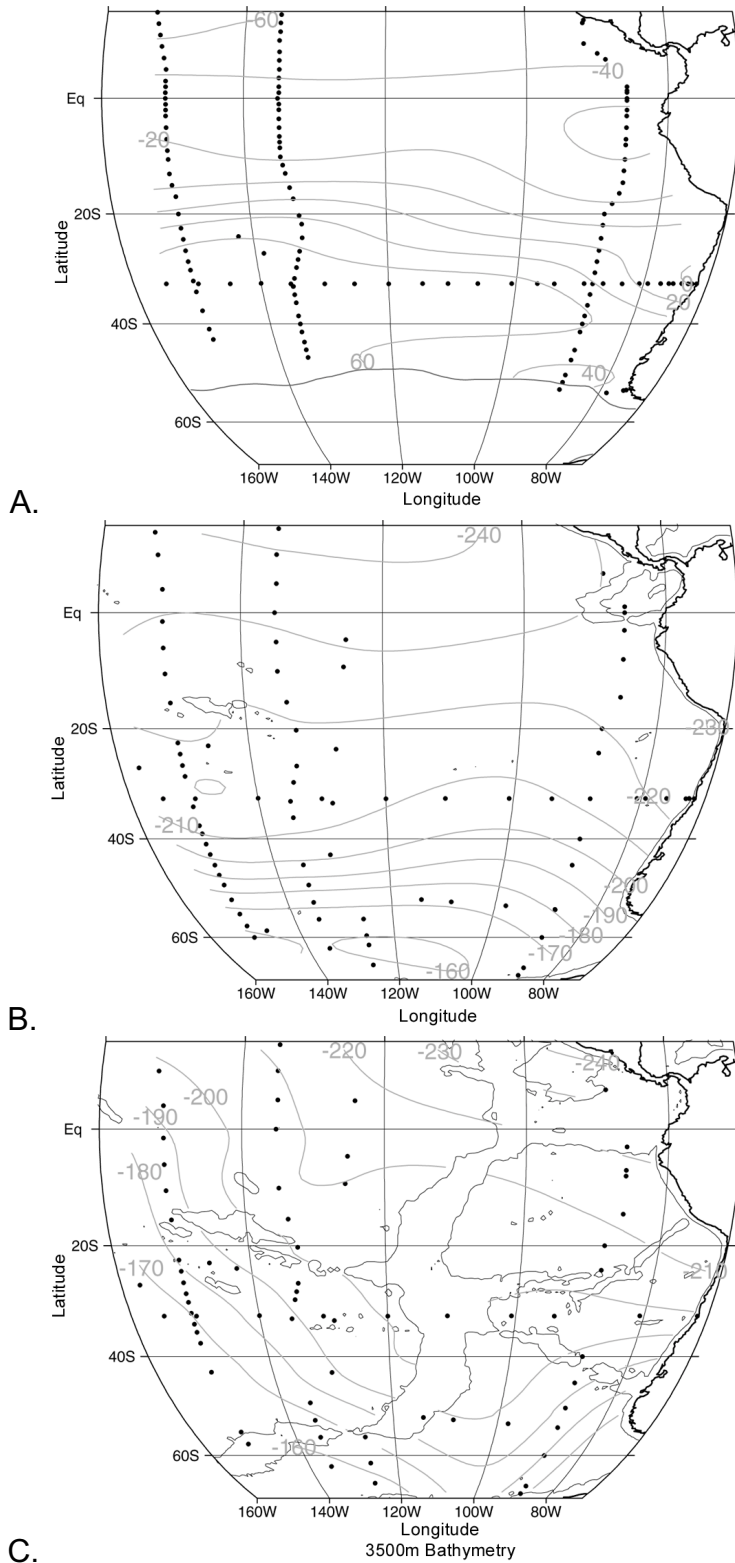 -60
-40
Eq
-20
20S
Latitude
0
20
40S
60
40
60S
160W 140W 120W 100W 80W
Longitude
A.
-240
Eq
20S
-230
Latitude
-220
-210
40S
-200
-190
-180
60S
-170
-160
160W 140W 120W 100W 80W
Longitude
B.
-220
-230
-240
-200
-190
Eq
-180
20S
-170
-210
Latitude
40S
-160
60S
160W 140W 120W 100W 80W
Longitude
3500m Bathymetry
C.